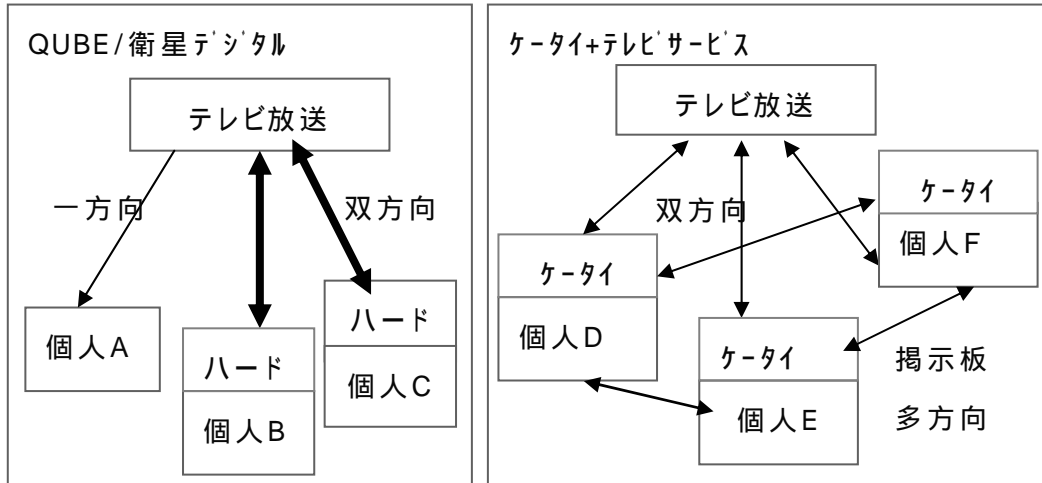 QUBE/衛星ﾃﾞｼﾞﾀﾙ
テレビ放送
一方向
双方向
個人A
ハード
個人B
ハード
個人C
ｹｰﾀｲ+ﾃﾚﾋﾞｻｰﾋﾞｽ
テレビ放送
双方向
ｹｰﾀｲ
個人D
ｹｰﾀｲ
個人E
ｹｰﾀｲ
個人F
掲示板
多方向